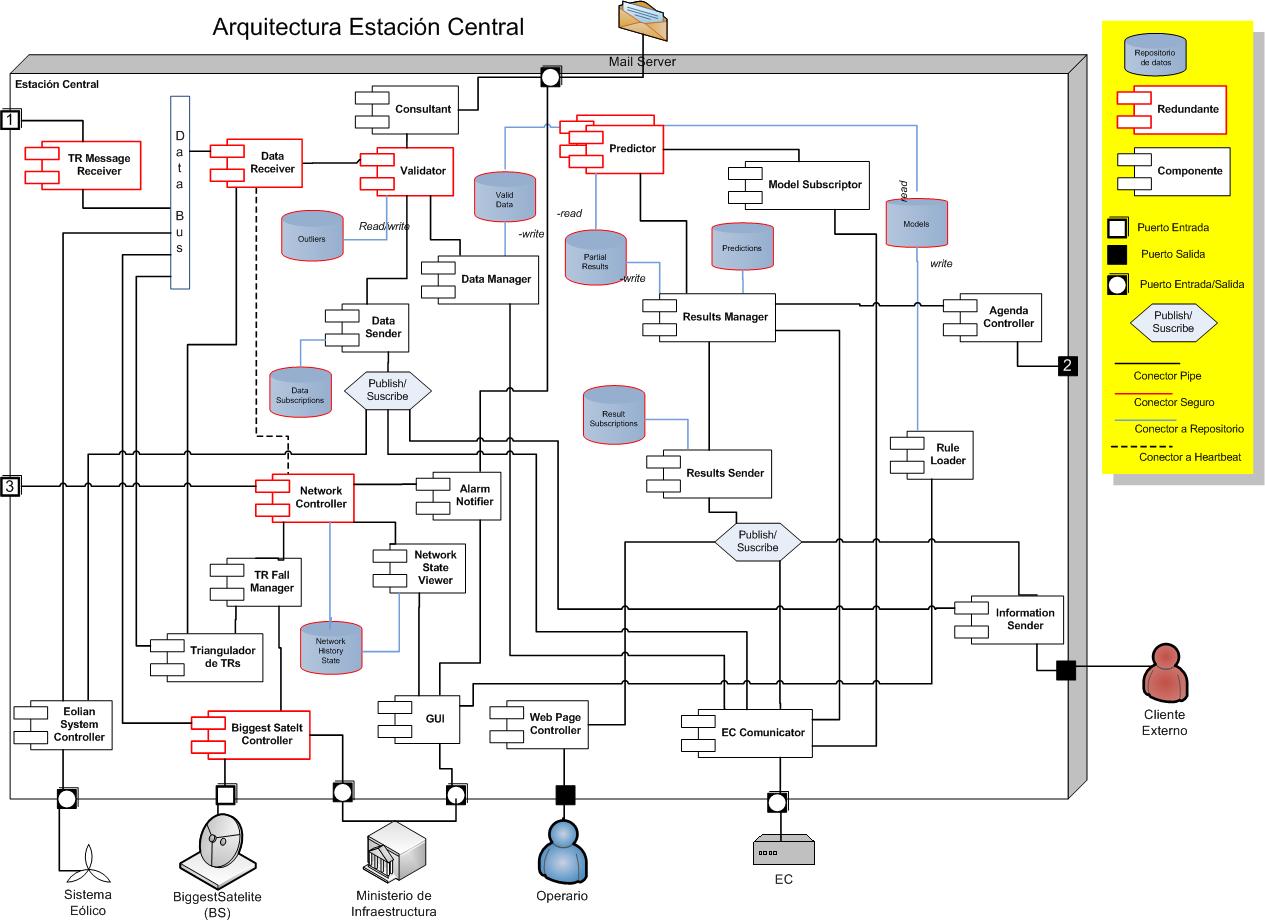 Arquitectura Estación Central
Mail Server
Estación Central
1
TR Message
Receiver
Data Bus
Data
Receiver
Consultant
Validator
Outliers
Read/write
Valid
Data
-write
Predictor
-read
Partial
Results
-write
Model Subscriptor
Predictions
read
Models
write
Data Manager
Data
Sender
Results Manager
Agenda
Controller
2
Data
Subscriptions
Publish/
Suscribe
Result
Subscriptions
Rule
Loader
3
Network
Controller
Alarm
Notifier
Results Sender
Publish/
Suscribe
TR Fall
Manager
Network
State
Viewer
Information
Sender
Triangulador
de TRs
Network
History
State
Eolian
System
Controller
Biggest Satelt
Controller
GUI
Web Page
Controller
EC Comunicator
Sistema
Eólico
BiggestSatelite
(BS)
Ministerio de
Infraestructura
Operario
EC
Cliente
Externo
Repositorio
de datos
Redundante
Componente
Puerto Entrada
Puerto Salida
Puerto Entrada/Salida
Publish/
Suscribe
Conector Pipe
Conector Seguro
Conector a Repositorio
Conector a Heartbeat